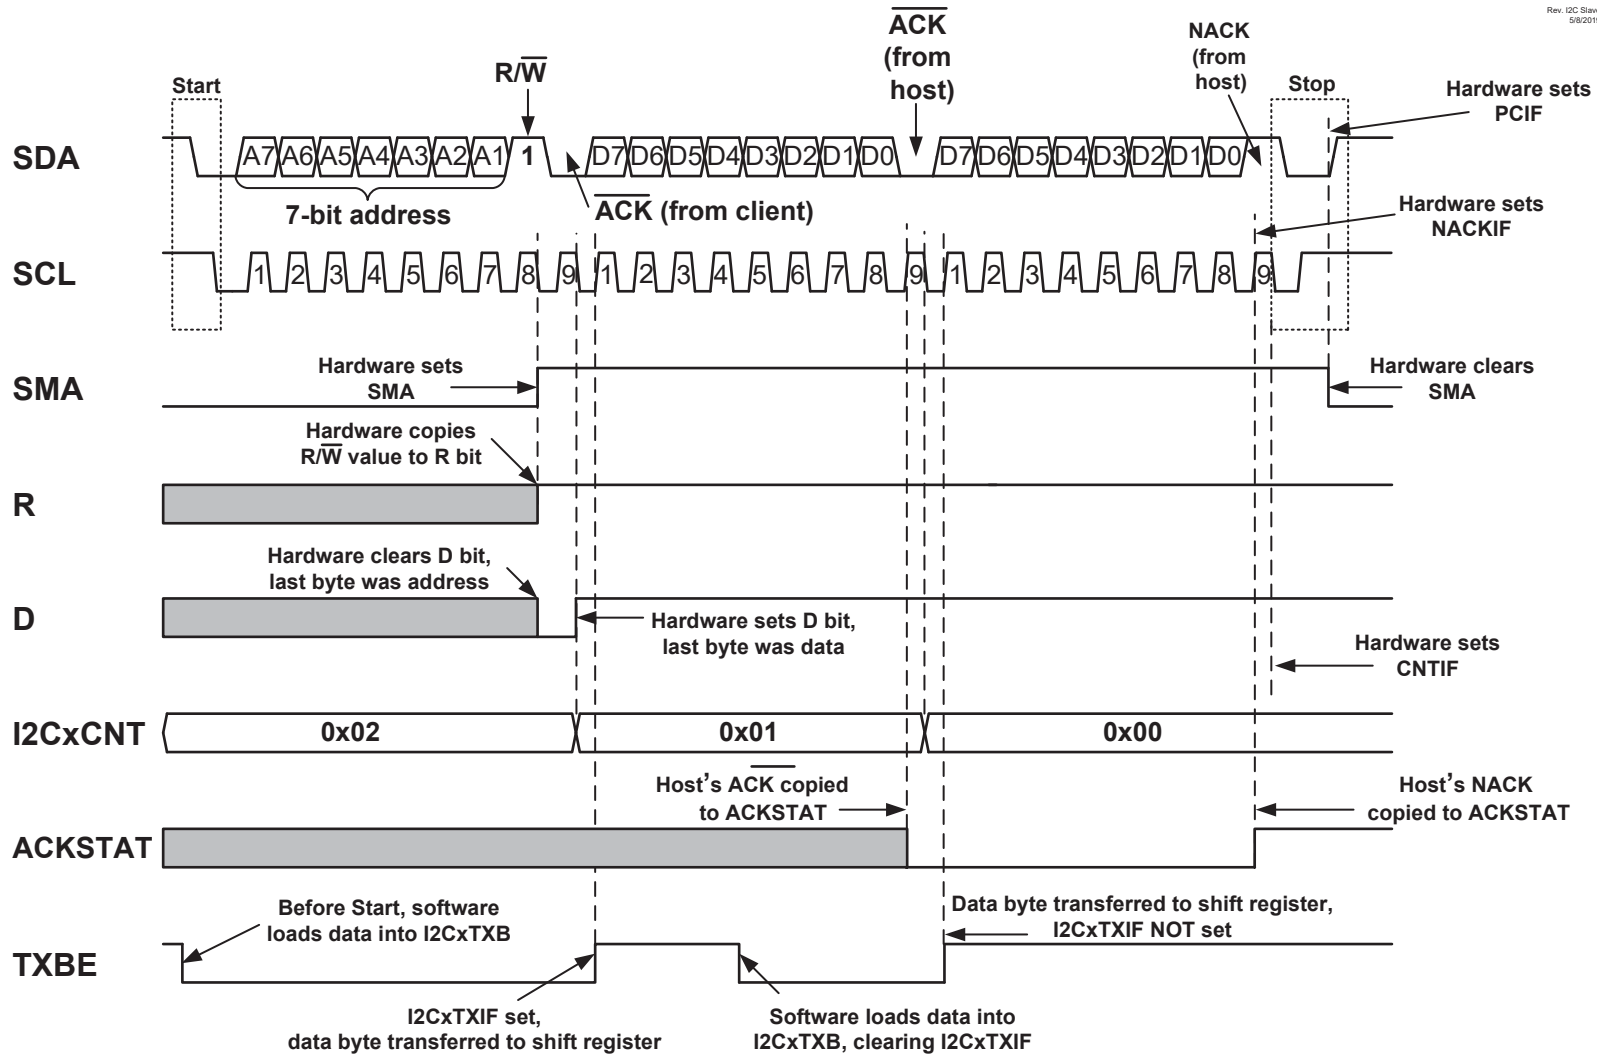 Rev. I2C Slav
5/8/201
ACK
(from
host)
NACK
(from
host)
R/W
Start
Stop
Hardware sets
PCIF
SDA
A7 A6 A5 A4 A3 A2 A1 1 D7 D6 D5 D4 D3 D2 D1 D0 D7 D6 D5 D4 D3 D2 D1 D0
7-bit address
ACK (from client)
Hardware sets
NACKIF
SCL
1 2 3 4 5 6 7 8 9 1 2 3 4 5 6 7 8 9 1 2 3 4 5 6 7 8 9
SMA
Hardware sets
SMA
Hardware clears
SMA
Hardware copies
R/W value to R bit
R
Hardware clears D bit,
last byte was address
D
Hardware sets D bit,
last byte was data
Hardware sets
CNTIF
I2CxCNT
0x02 0x01 0x00
Host's ACK copied
to ACKSTAT
Host's NACK
copied to ACKSTAT
ACKSTAT
Before Start, software
loads data into I2CxTXB
Data byte transferred to shift register,
I2CxTXIF NOT set
TXBE
I2CxTXIF set,
data byte transferred to shift register
Software loads data into
I2CxTXB, clearing I2CxTXIF